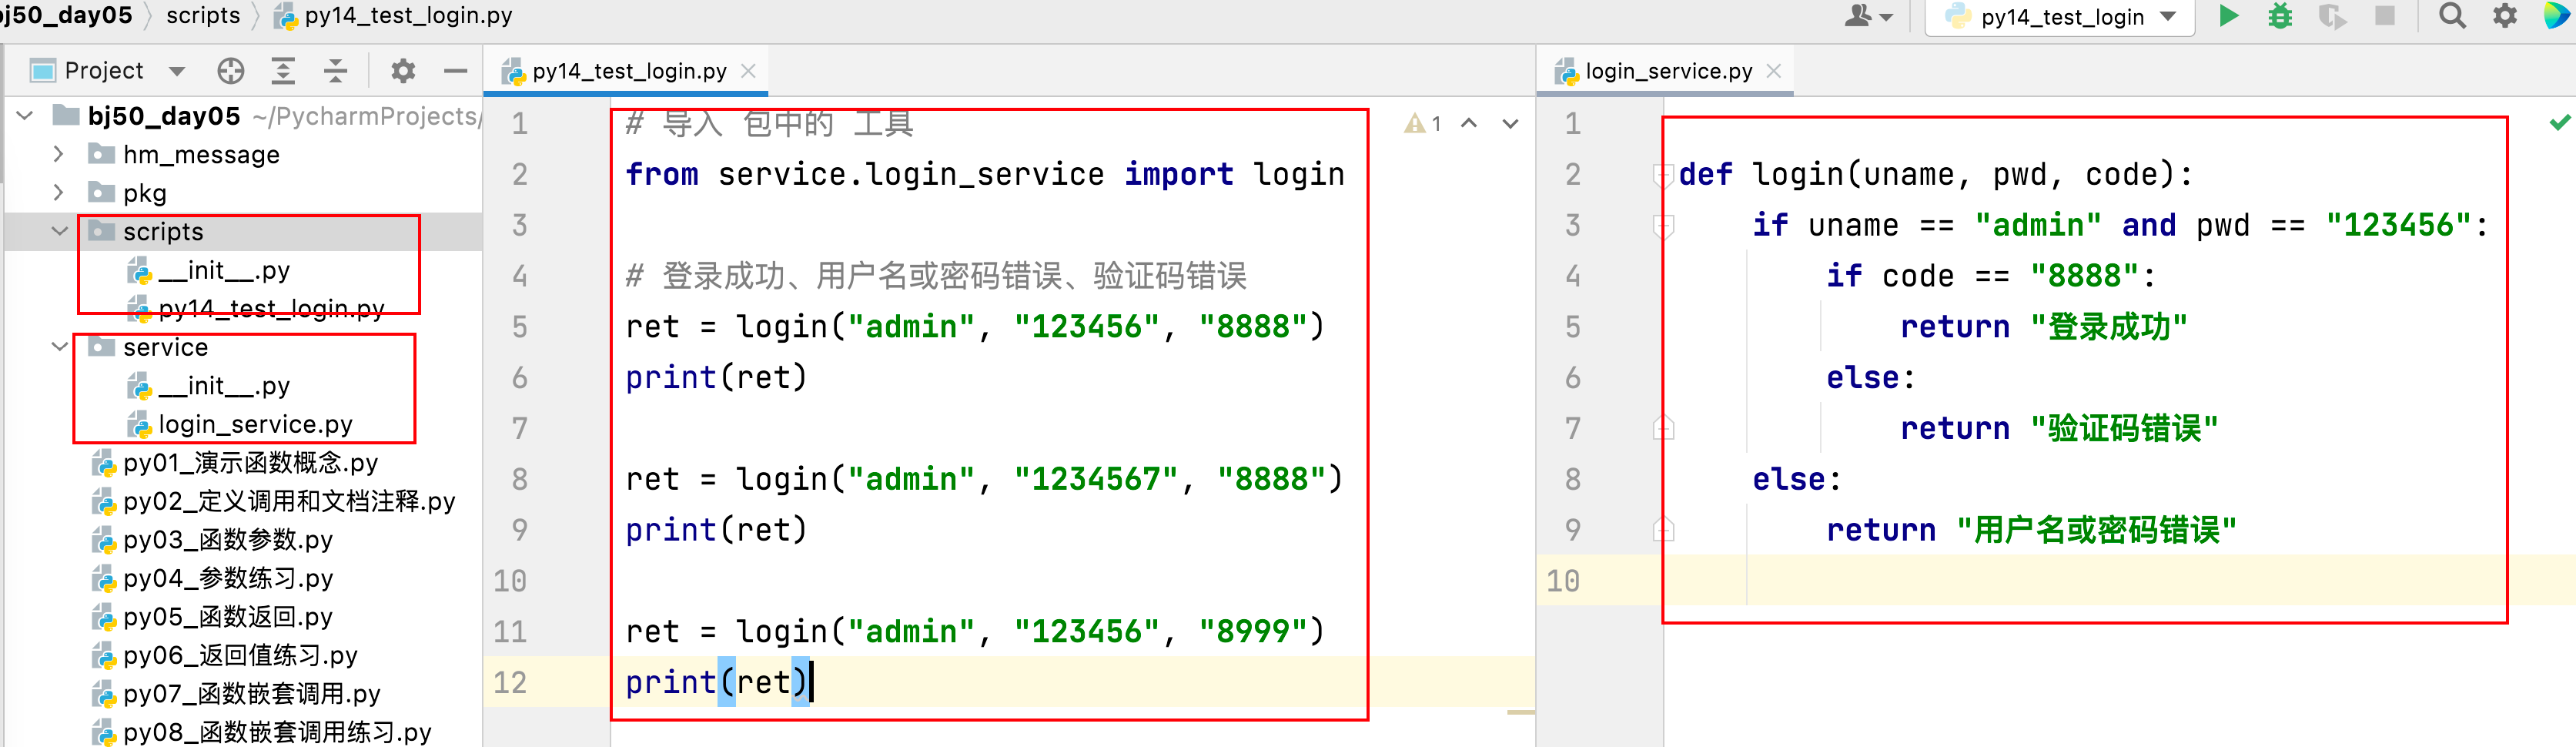 bj50_day05 scripts py14_test_login.py
py14_test_login
Project
bj50_day05 ~/PycharmProjects/
hm_message
pkg
scripts
__init__.py
py14_test_login.py
service
__init__.py
login_service.py
py01_演示函数概念.py
py02_定义调用和文档注释.py
py03_函数参数.py
py04_参数练习.py
py05_函数返回.py
py06_返回值练习.py
py07_函数嵌套调用.py
py08_函数嵌套调用练习.py
py14_test_login.py
1 # 导入 包中的 工具
2 from service.login_service import login
3
4 # 登录成功、用户名或密码错误、验证码错误
5 ret = login("admin", "123456", "8888")
6 print(ret)
7
8 ret = login("admin", "1234567", "8888")
9 print(ret)
10
11 ret = login("admin", "123456", "8999")
12 print(ret)
1
login_service.py
1
2 def login(uname, pwd, code):
3 if uname == "admin" and pwd == "123456":
4 if code == "8888":
5 return "登录成功"
6 else:
7 return "验证码错误"
8 else:
9 return "用户名或密码错误"
10